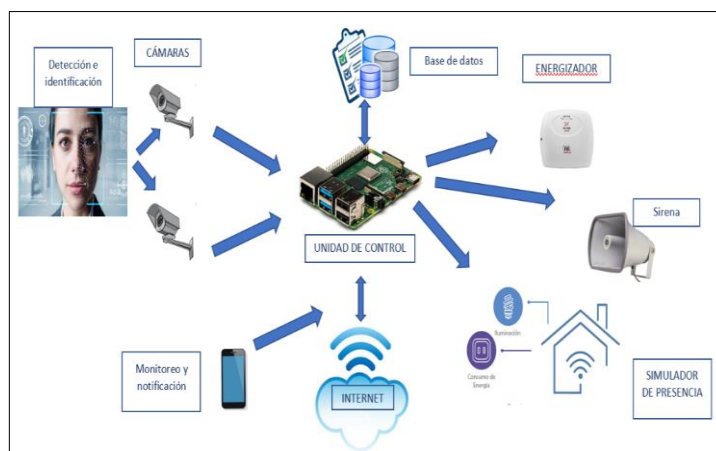 Detección e
identificación
CÁMARAS
Base de datos
ENERGIZADOR
Sirena
UNIDAD DE CONTROL
Iluminación
Consumo de
Energía
Monitoreo y
notificación
INTERNET
SIMULADOR
DE PRESENCIA